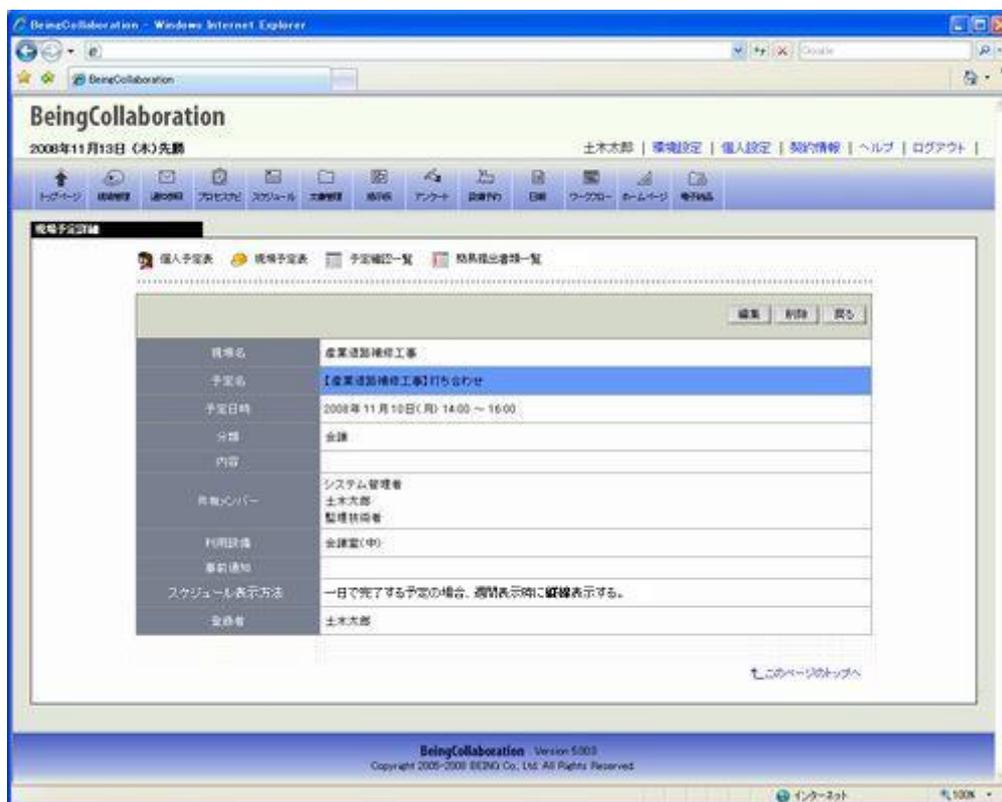 BeingCollaboration - Windows Internet Explorer
Google
BeingCollaboration
BeingCollaboration
2008年11月13日 (木)先勝
土木太郎 | 環境設定 | 個人設定 | 契約情報 | ヘルプ | ログアウト |
トップページ 現場管理 プロセスナビ スケジュール 文書管理 掲示板 アンケート 設備予約 日報 ワークフロー ホームページ 電子納品
現場予定詳細
個人予定表 現場予定表 予定確認一覧 簡易提出書類一覧
編集 削除 戻る
現場名 産業道路補修工事
予定名 【産業道路補修工事】打ち合わせ
予定日時 2008年11月10日(月) 14:00 ～ 16:00
分類 会議
内容
共有メンバー
システム管理者
土木太郎
監理技術者
利用設備 会議室(中)
事前通知
スケジュール表示方法 一日で完了する予定の場合、週間表示時に縦線表示する。
登録者 土木太郎
このページのトップへ
BeingCollaboration Version 5.003
Copyright 2005-2008 BEING Co., Ltd. All Rights Reserved.
インターネット 100%